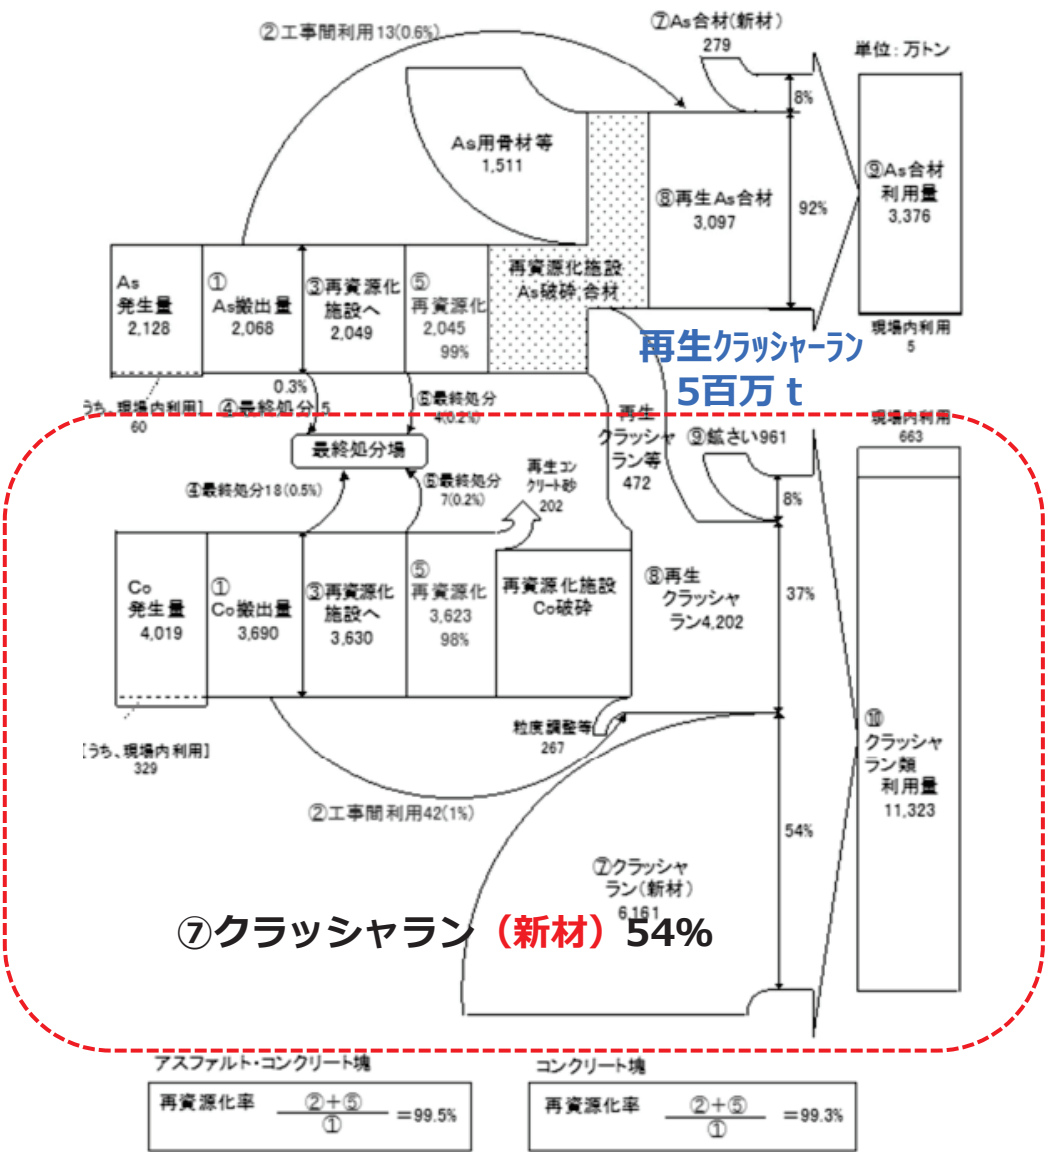 ②工事間利用13(0.6%)
⑦As合材(新材)
279
単位：万トン
8%
As用骨材等
1,511
⑧再生As合材
3,097
92%
⑨As合材
利用量
3,376
As
発生量
2,128
①
As搬出量
2,068
③再資源化
施設へ
2,049
⑤
再資源化
2,045
99%
再資源化施設
As破砕 合材
現場内利用
5
再生クラッシャーラン
5百万 t
0.3%
うち、現場内利用]
60
④最終処分 5
⑥最終処分
4(0.2%)
最終処分場
再生
クラッシャ
ラン等
472
⑨鉱さい961
現場内利用
663
④最終処分18(0.5%)
⑥最終処分
7(0.2%)
再生コン
クリート砂
202
8%
Co
発生量
4,019
①
Co搬出量
3,690
③再資源化
施設へ
3,630
⑤
再資源化
3,623
98%
再資源化施設
Co破砕
⑧再生
クラッシャ
ラン4,202
37%
[うち、現場内利用]
329
粒度調整等
267
②工事間利用42(1%)
⑩
クラッシャ
ラン類
利用量
11,323
54%
⑦クラッシャ
ラン(新材)
6,161
⑦クラッシャラン（新材）54%
アスファルト・コンクリート塊
再資源化率 ②+⑤
① =99.5%
コンクリート塊
再資源化率 ②+⑤
① =99.3%